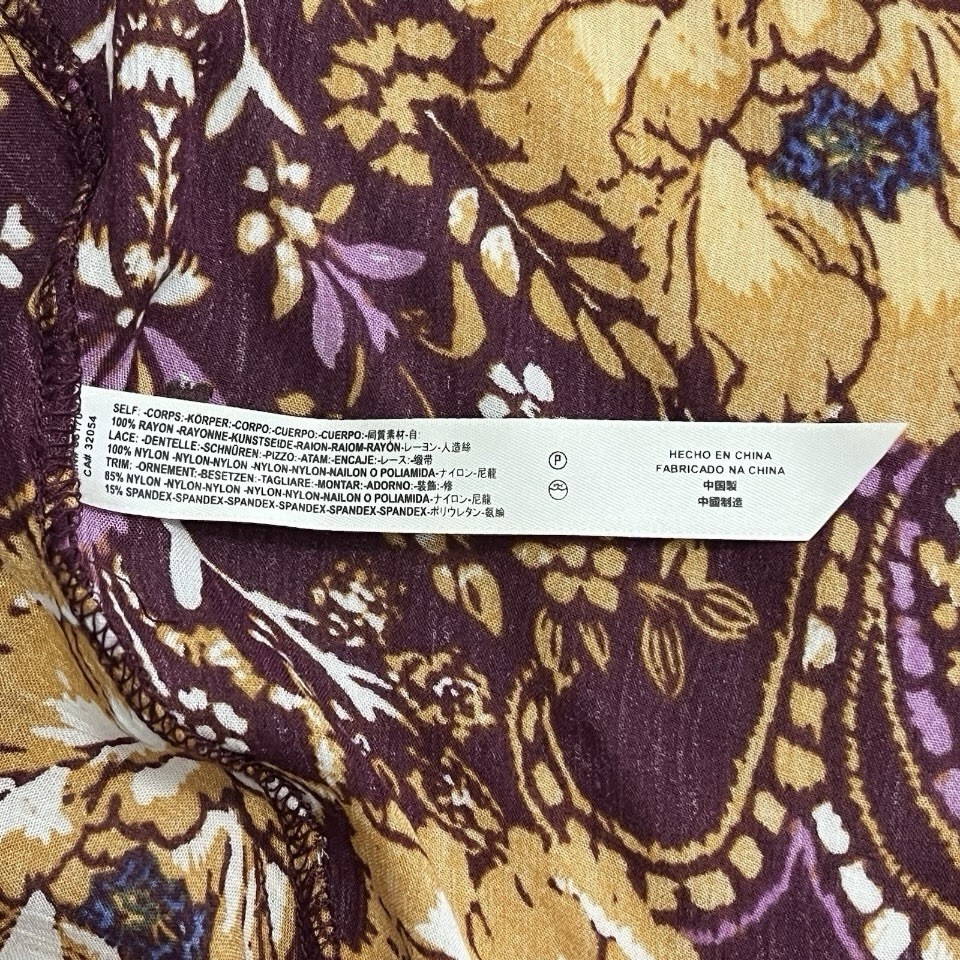 SELF: -CORPS:-KÖRPER:-CORPO:-CUERPO:-CUERPO:-同質素材-自:
100% RAYON -RAYONNE-KUNSTSEIDE-RAION-RAIOM-RAYÓN-レーヨン-人造絲
LACE: -DENTELLE:-SCHNÜREN:-PIZZO:-ATAM:-ENCAJE:-レース:-緞带
100% NYLON -NYLON-NYLON -NYLON-NYLON-NAILON O POLIAMIDA-ナイロン-尼龍
TRIM: -ORNEMENT:-BESETZEN:-TAGLIARE:-MONTAR:-ADORNO:-装飾:-修
85% NYLON -NYLON-NYLON -NYLON-NYLON-NAILON O POLIAMIDA-ナイロン-尼龍
15% SPANDEX-SPANDEX-SPANDEX-SPANDEX-SPANDEX-SPANDEX-ポリウレタン-氨綸
CA# 32054
P
HECHO EN CHINA
FABRICADO NA CHINA
中国製
中國制造